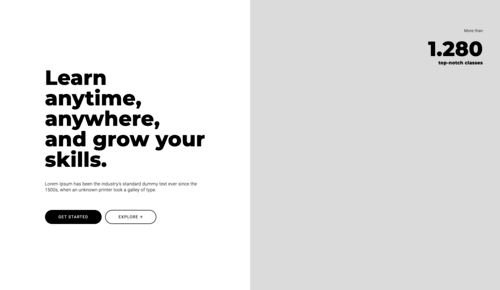 More than
1.280
top-notch classes
Learn
anytime,
anywhere,
and grow your
skills.
Lorem Ipsum has been the industry's standard dummy text ever since the
1500s, when an unknown printer took a galley of type.
GET STARTED
EXPLORE →